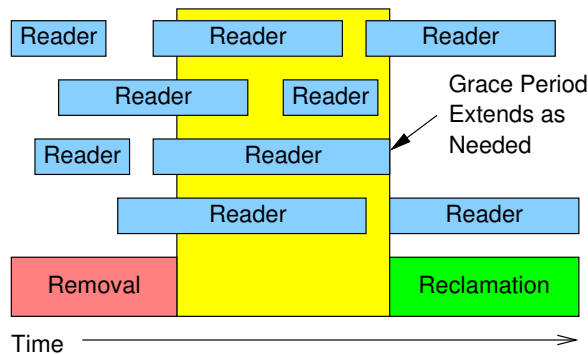 Reader
Reader
Reader
Reader
Reader
Grace Period
Extends as
Needed
Reader
Reader
Reader
Reader
Removal
Reclamation
Time